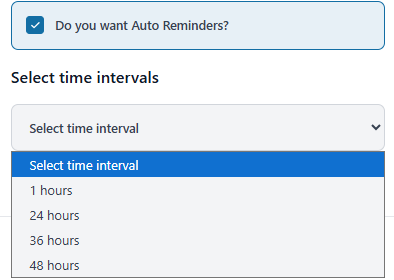 Do you want Auto Reminders?
Select time intervals
Select time interval
Select time interval
1 hours
24 hours
36 hours
48 hours